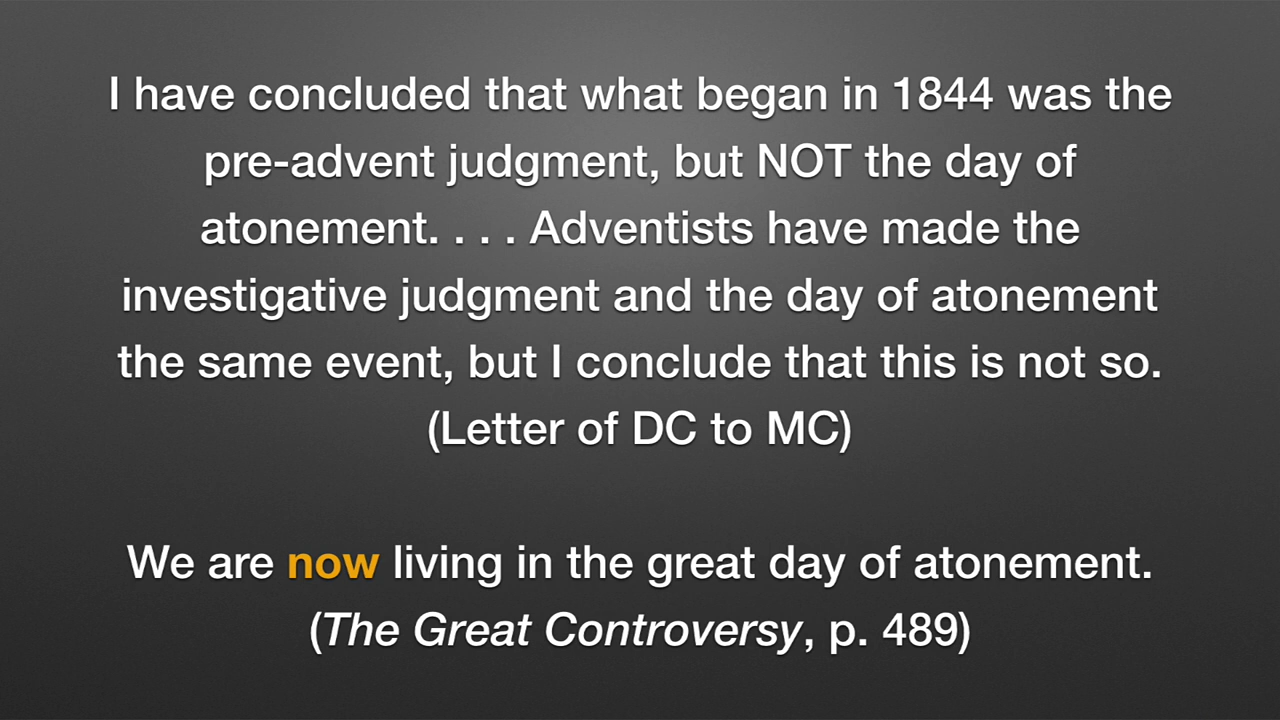 I have concluded that what began in 1844 was the
pre-advent judgment, but NOT the day of
atonement. . . . Adventists have made the
investigative judgment and the day of atonement
the same event, but I conclude that this is not so.
(Letter of DC to MC)
We are now living in the great day of atonement.
(The Great Controversy, p. 489)